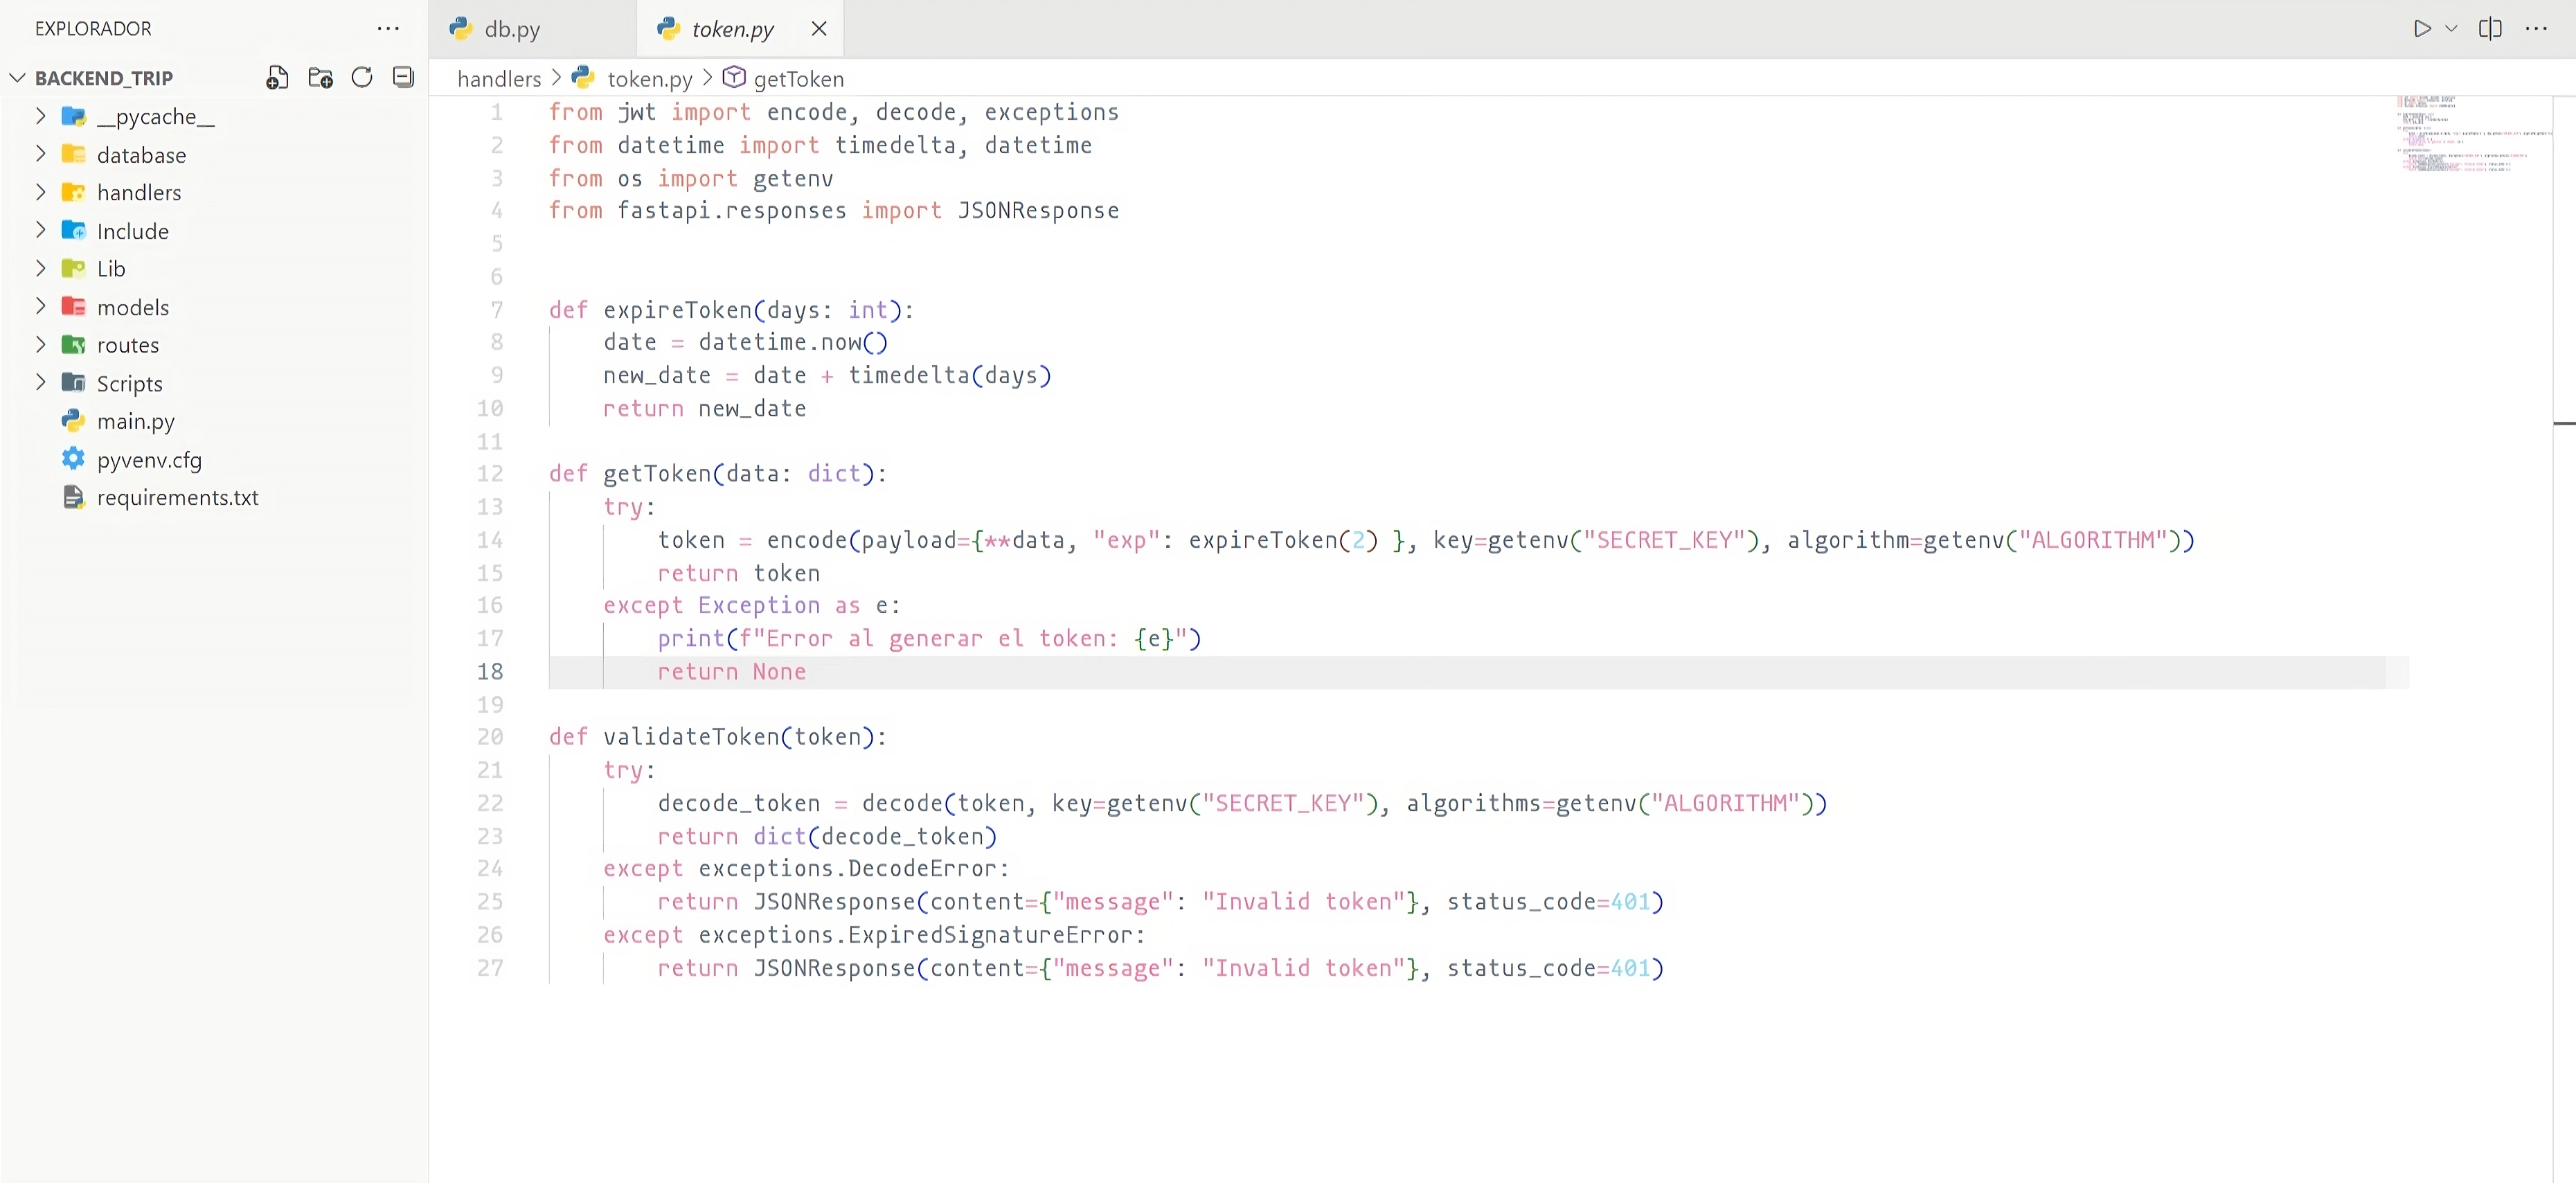 EXPLORADOR
BACKEND_TRIP
__pycache__
database
handlers
Include
Lib
models
routes
Scripts
main.py
pyvenv.cfg
requirements.txt
db.py
token.py
handlers > token.py > getToken
1 from jwt import encode, decode, exceptions
2 from datetime import timedelta, datetime
3 from os import getenv
4 from fastapi.responses import JSONResponse
5
6
7 def expireToken(days: int):
8     date = datetime.now()
9     new_date = date + timedelta(days)
10     return new_date
11
12 def getToken(data: dict):
13     try:
14         token = encode(payload={**data, "exp": expireToken(2) }, key=getenv("SECRET_KEY"), algorithm=getenv("ALGORITHM"))
15         return token
16     except Exception as e:
17         print(f"Error al generar el token: {e}")
18         return None
19
20 def validateToken(token):
21     try:
22         decode_token = decode(token, key=getenv("SECRET_KEY"), algorithms=getenv("ALGORITHM"))
23         return dict(decode_token)
24     except exceptions.DecodeError:
25         return JSONResponse(content={"message": "Invalid token"}, status_code=401)
26     except exceptions.ExpiredSignatureError:
27         return JSONResponse(content={"message": "Invalid token"}, status_code=401)